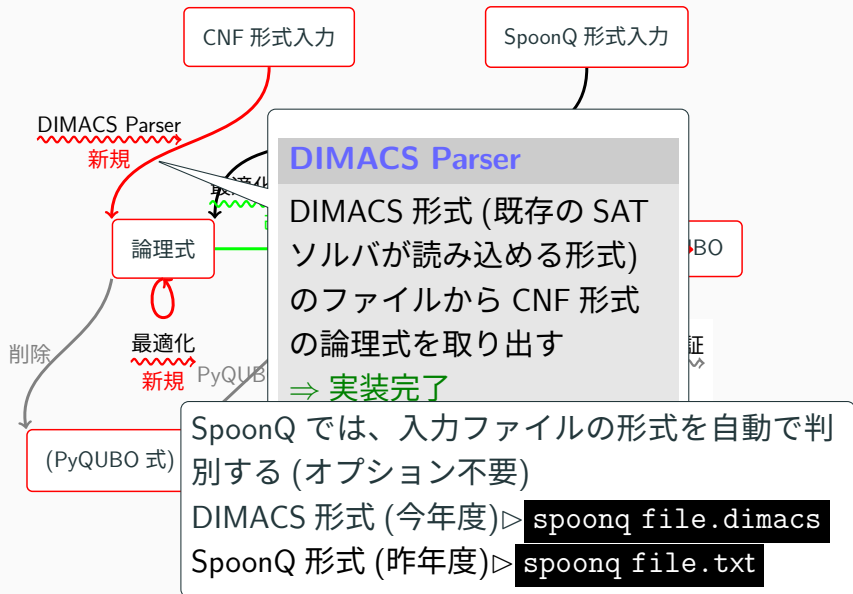 CNF 形式入力
SpoonQ 形式入力
DIMACS Parser
新規
DIMACS Parser
最適化
DIMACS 形式 (既存の SAT
ソルバが読み込める形式)
のファイルから CNF 形式
の論理式を取り出す
⇒ 実装完了
論理式
BO
最適化
新規
削除
PyQUB
証
(PyQUBO 式)
SpoonQ では、入力ファイルの形式を自動で判
別する (オプション不要)
DIMACS 形式 (今年度)▷ spoonq file.dimacs
SpoonQ 形式 (昨年度)▷ spoonq file.txt